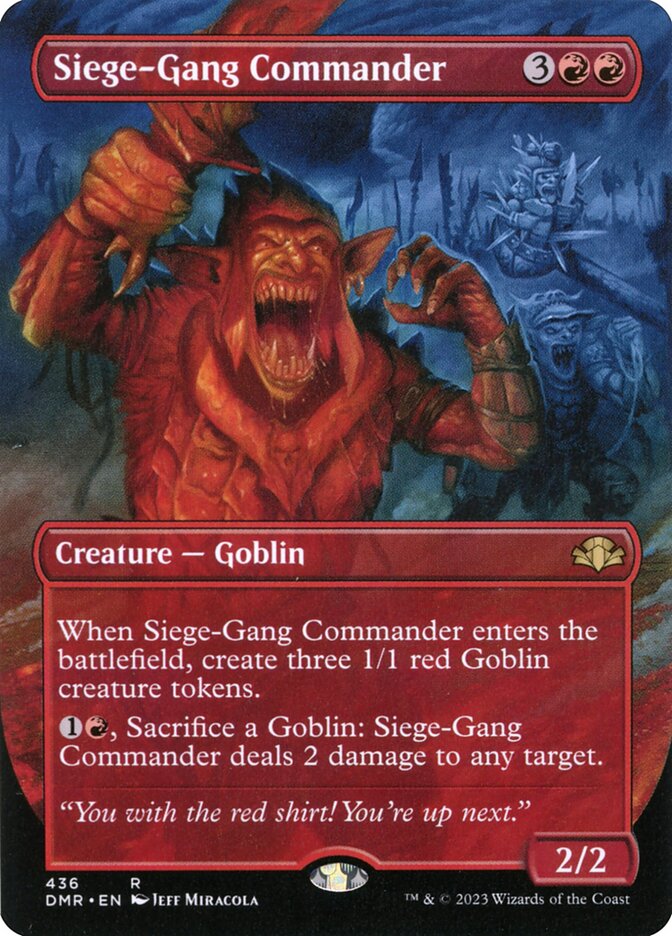 Siege-Gang Commander 3
Creature — Goblin
When Siege-Gang Commander enters the
battlefield, create three 1/1 red Goblin
creature tokens.
1, Sacrifice a Goblin: Siege-Gang
Commander deals 2 damage to any target.
“You with the red shirt! You’re up next.”
2/2
436 R
DMR • EN Jeff Miracola
™ & © 2023 Wizards of the Coast